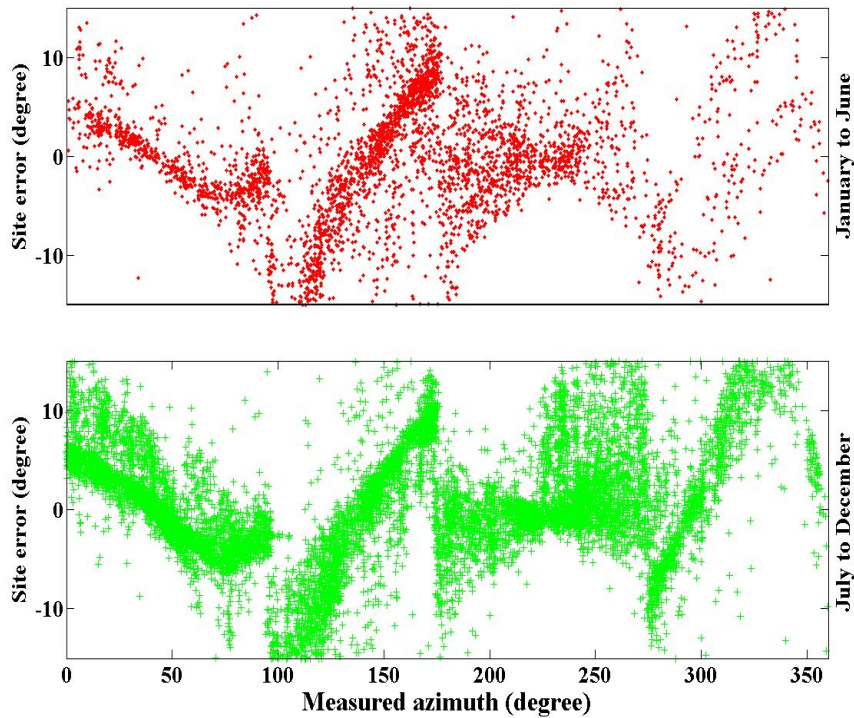 10
0
-10
Site error (degree)
January to June
10
0
-10
Site error (degree)
July to December
0 50 100 150 200 250 300 350
Measured azimuth (degree)